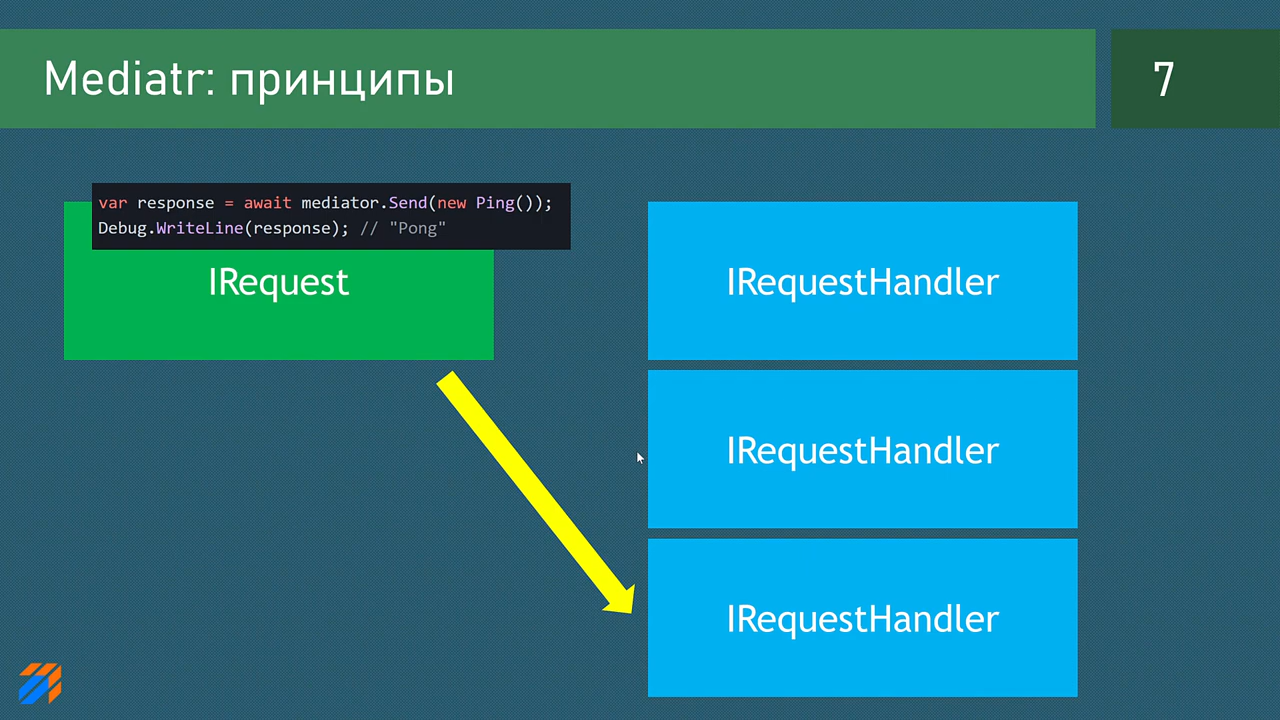 Mediatr: принципы
7
var response = await mediator.Send(new Ping());
Debug.WriteLine(response); // "Pong"
IRequest
IRequestHandler
IRequestHandler
IRequestHandler